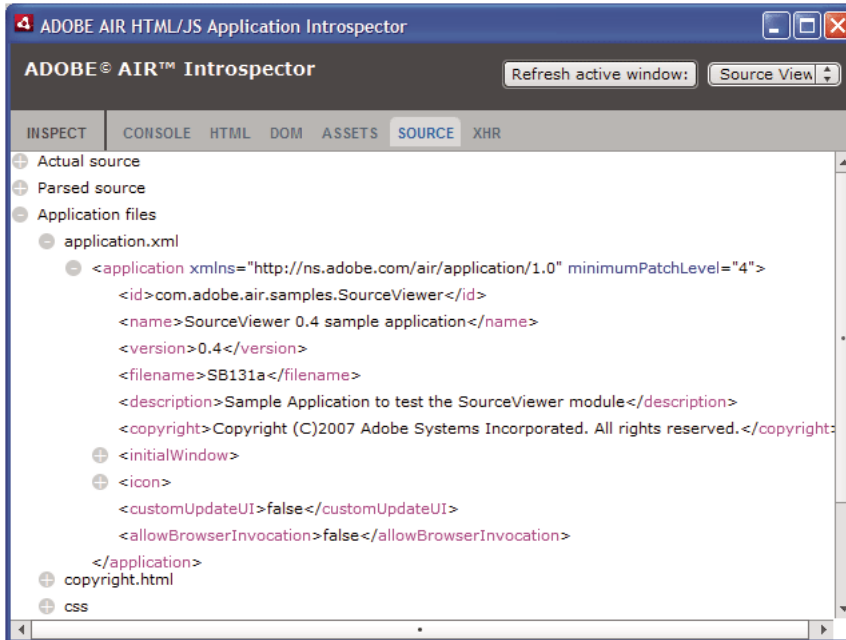 ADOBE AIR HTML/JS Application Introspector
ADOBE© AIR™ Introspector
Refresh active window: Source View
INSPECT CONSOLE HTML DOM ASSETS SOURCE XHR
Actual source
Parsed source
Application files
application.xml
<application xmlns="http://ns.adobe.com/air/application/1.0" minimumPatchLevel="4">
<id>com.adobe.air.samples.SourceViewer</id>
<name>SourceViewer 0.4 sample application</name>
<version>0.4</version>
<filename>SB131a</filename>
<description>Sample Application to test the SourceViewer module</description>
<copyright>Copyright (C)2007 Adobe Systems Incorporated. All rights reserved.</copyright>
<initialWindow>
<icon>
<customUpdateUI>false</customUpdateUI>
<allowBrowserInvocation>false</allowBrowserInvocation>
</application>
copyright.html
css